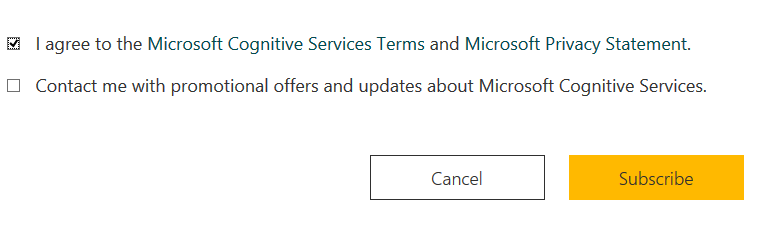 I agree to the Microsoft Cognitive Services Terms and Microsoft Privacy Statement.
Contact me with promotional offers and updates about Microsoft Cognitive Services.
Cancel
Subscribe